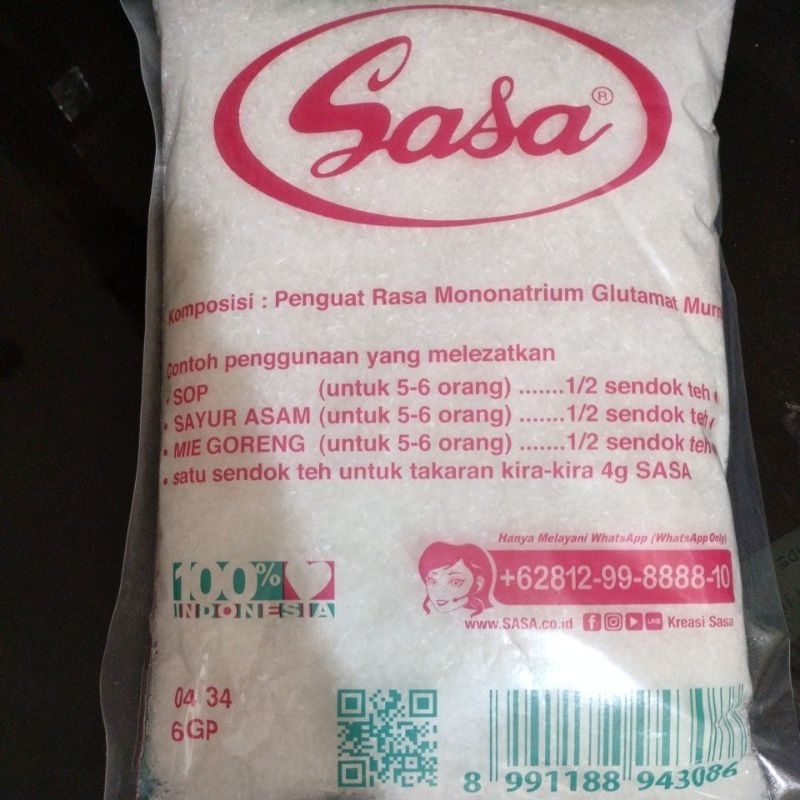 Sasa ®
Komposisi : Penguat Rasa Mononatrium Glutamat
Contoh penggunaan yang melezatkan
• SOP (untuk 5-6 orang) .......1/2 sendok teh
• SAYUR ASAM (untuk 5-6 orang) ......1/2 sendok teh
• MIE GORENG (untuk 5-6 orang) ......1/2 sendok teh
• satu sendok teh untuk takaran kira-kira 4g SASA
Hanya Melayani WhatsApp (WhatsApp Only)
+62812-99-8888-10
www.SASA.co.id LINE Kreasi Sasa
100%
INDONESIA
04 34
6GP
8 991188 943086